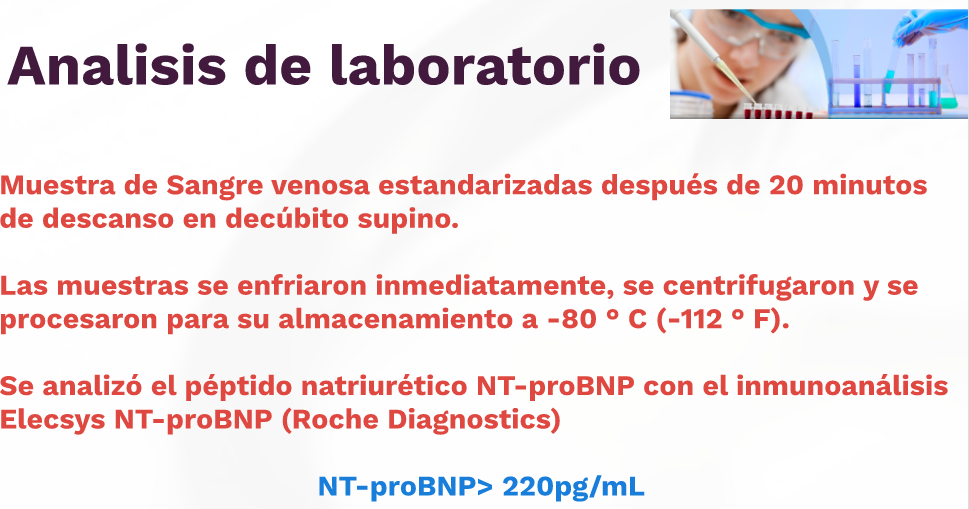 Analisis de laboratorio
Muestra de Sangre venosa estandarizadas después de 20 minutos
de descanso en decúbito supino.
Las muestras se enfriaron inmediatamente, se centrifugaron y se
procesaron para su almacenamiento a -80 ° C (-112 ° F).
Se analizó el péptido natriurético NT-proBNP con el inmunoanálisis
Elecsys NT-proBNP (Roche Diagnostics)
NT-proBNP> 220pg/mL